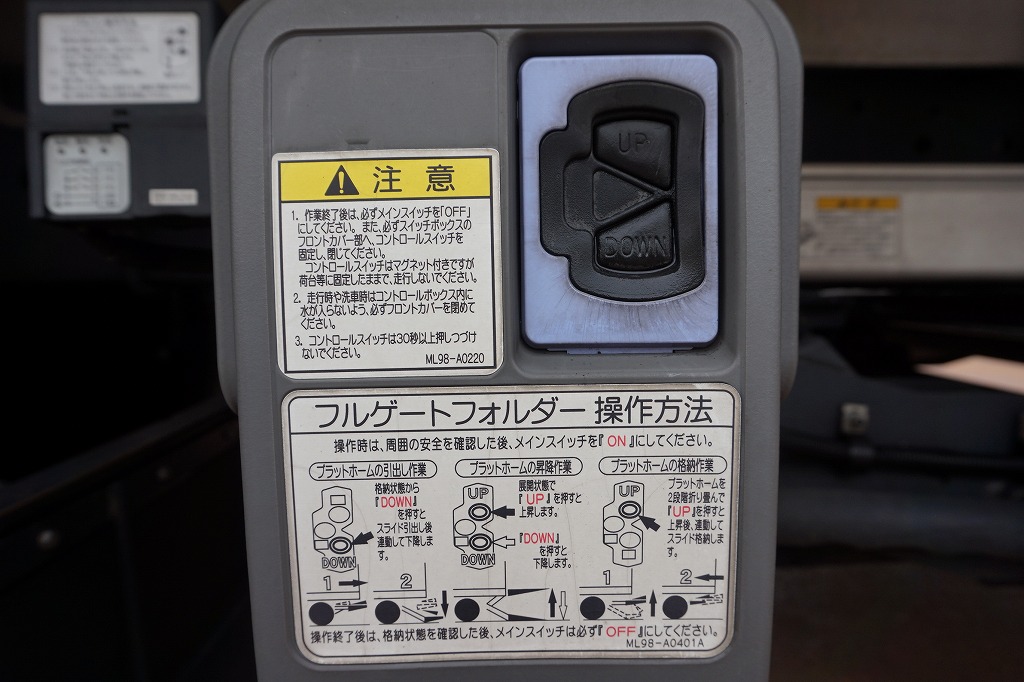 注意
1. 作業終了後は、必ずメインスイッチを「OFF」
にしてください。また、必ずスイッチボックスの
フロントカバー部へ、コントロールスイッチを
固定し、閉じてください。
コントロールスイッチはマグネット付きですが
荷台等に固定したままで、走行しないでください。
2. 走行時や洗車時はコントロールボックス内に
水が入らないよう、必ずフロントカバーを閉めて
ください。
3. コントロールスイッチは30秒以上押しつづけ
ないでください。
ML98-A0220
UP
DOWN
フルゲートフォルダー 操作方法
操作時は、周囲の安全を確認した後、メインスイッチを『ON』にしてください。
プラットホームの引出し作業
格納状態から
『DOWN』
を押すと
スライド引出し後
連動して下降しま
す。
DOWN
1
2
プラットホームの昇降作業
UP
展開状態で
『UP』を押すと
上昇します。
『DOWN』
を押すと
下降します。
DOWN
プラットホームの格納作業
UP
プラットホームを
2段階折り畳んで
『UP』を押すと
上昇後、連動して
スライド格納しま
す。
1
2
操作終了後は、格納状態を確認した後、メインスイッチは必ず『OFF』にしてください。
ML98-A0401A